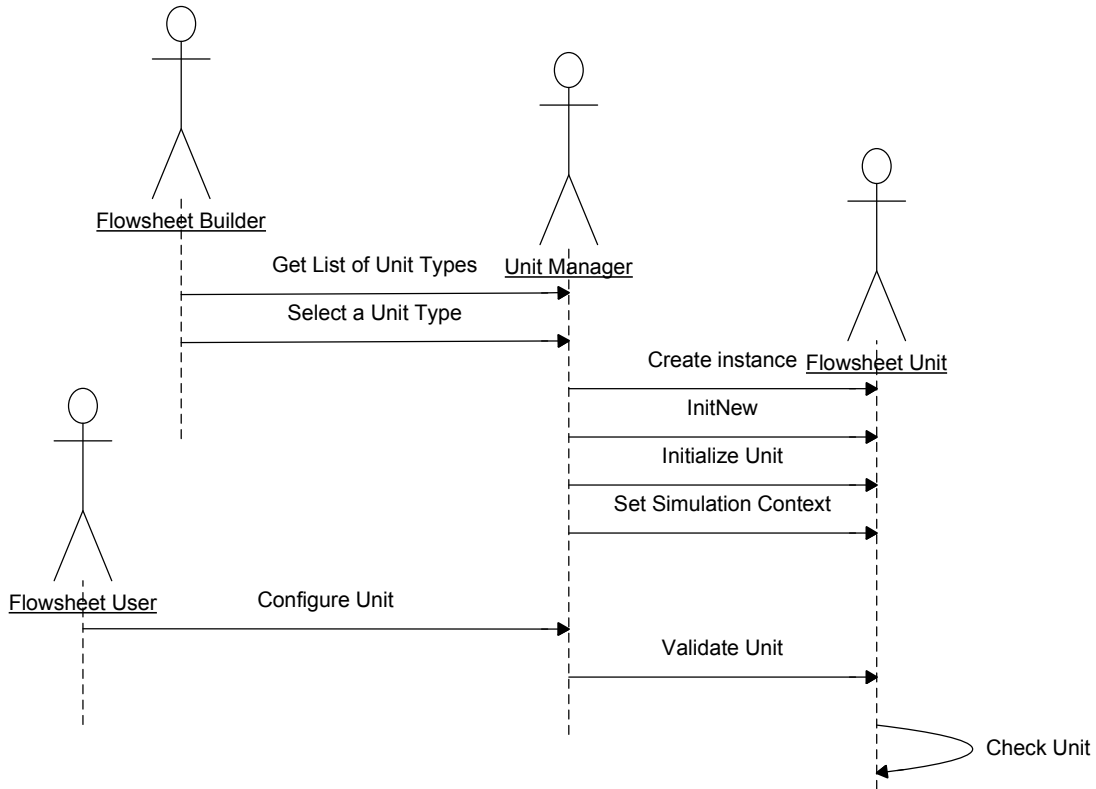 Flowsheet Builder
Get List of Unit Types
Unit Manager
Select a Unit Type
Create instance
Flowsheet Unit
InitNew
Initialize Unit
Set Simulation Context
Flowsheet User
Configure Unit
Validate Unit
Check Unit